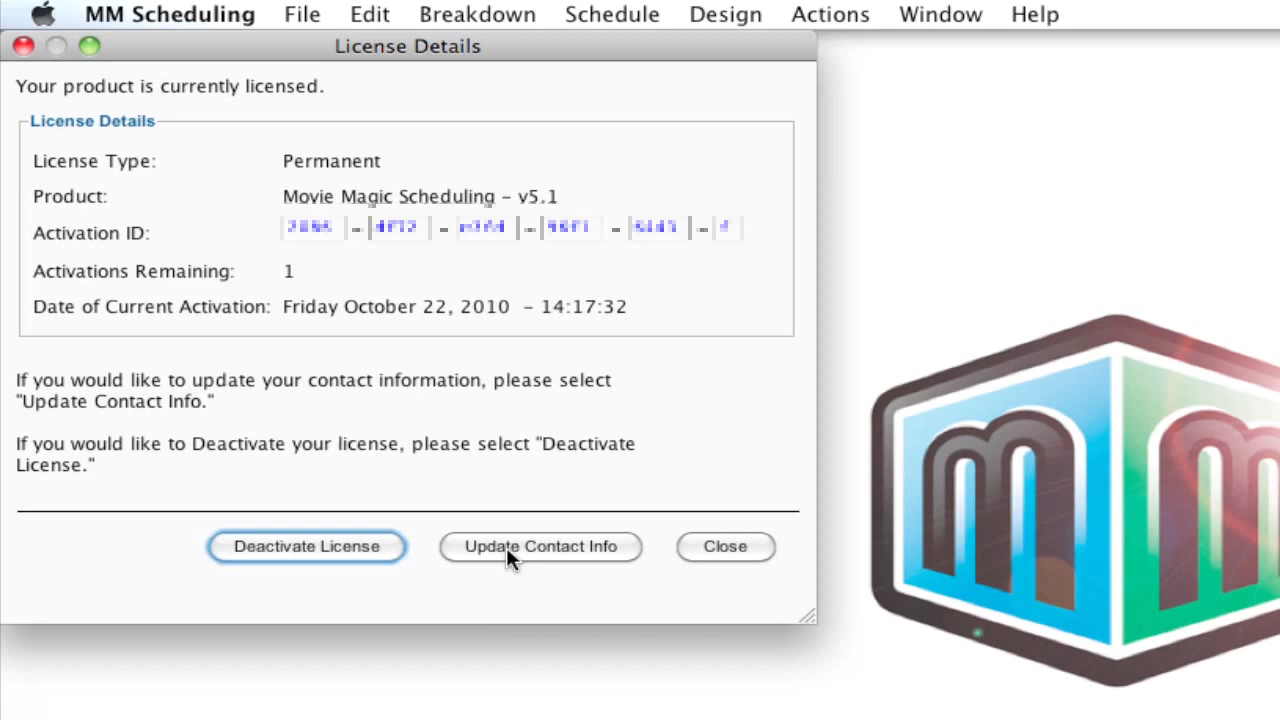 MM Scheduling File Edit Breakdown Schedule Design Actions Window Help
License Details
Your product is currently licensed.
License Details
License Type: Permanent
Product: Movie Magic Scheduling – v5.1
Activation ID:
Activations Remaining: 1
Date of Current Activation: Friday October 22, 2010 – 14:17:32
If you would like to update your contact information, please select
"Update Contact Info."
If you would like to Deactivate your license, please select "Deactivate
License."
Deactivate License Update Contact Info Close
mm